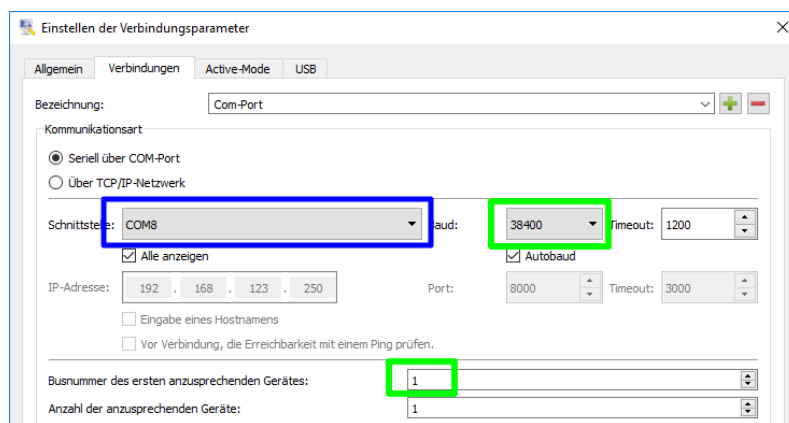 Einstellen der Verbindungsparameter
Allgemein Verbindungen Active-Mode USB
Bezeichnung: Com-Port
Kommunikationsart
Seriell über COM-Port
Über TCP/IP-Netzwerk
Schnittstelle: COM8 Baud: 38400 Timeout: 1200
Alle anzeigen Autobaud
IP-Adresse: 192 . 168 . 123 . 250 Port: 8000 Timeout: 3000
Eingabe eines Hostnamens
Vor Verbindung, die Erreichbarkeit mit einem Ping prüfen.
Busnummer des ersten anzusprechenden Gerätes: 1
Anzahl der anzusprechenden Geräte: 1